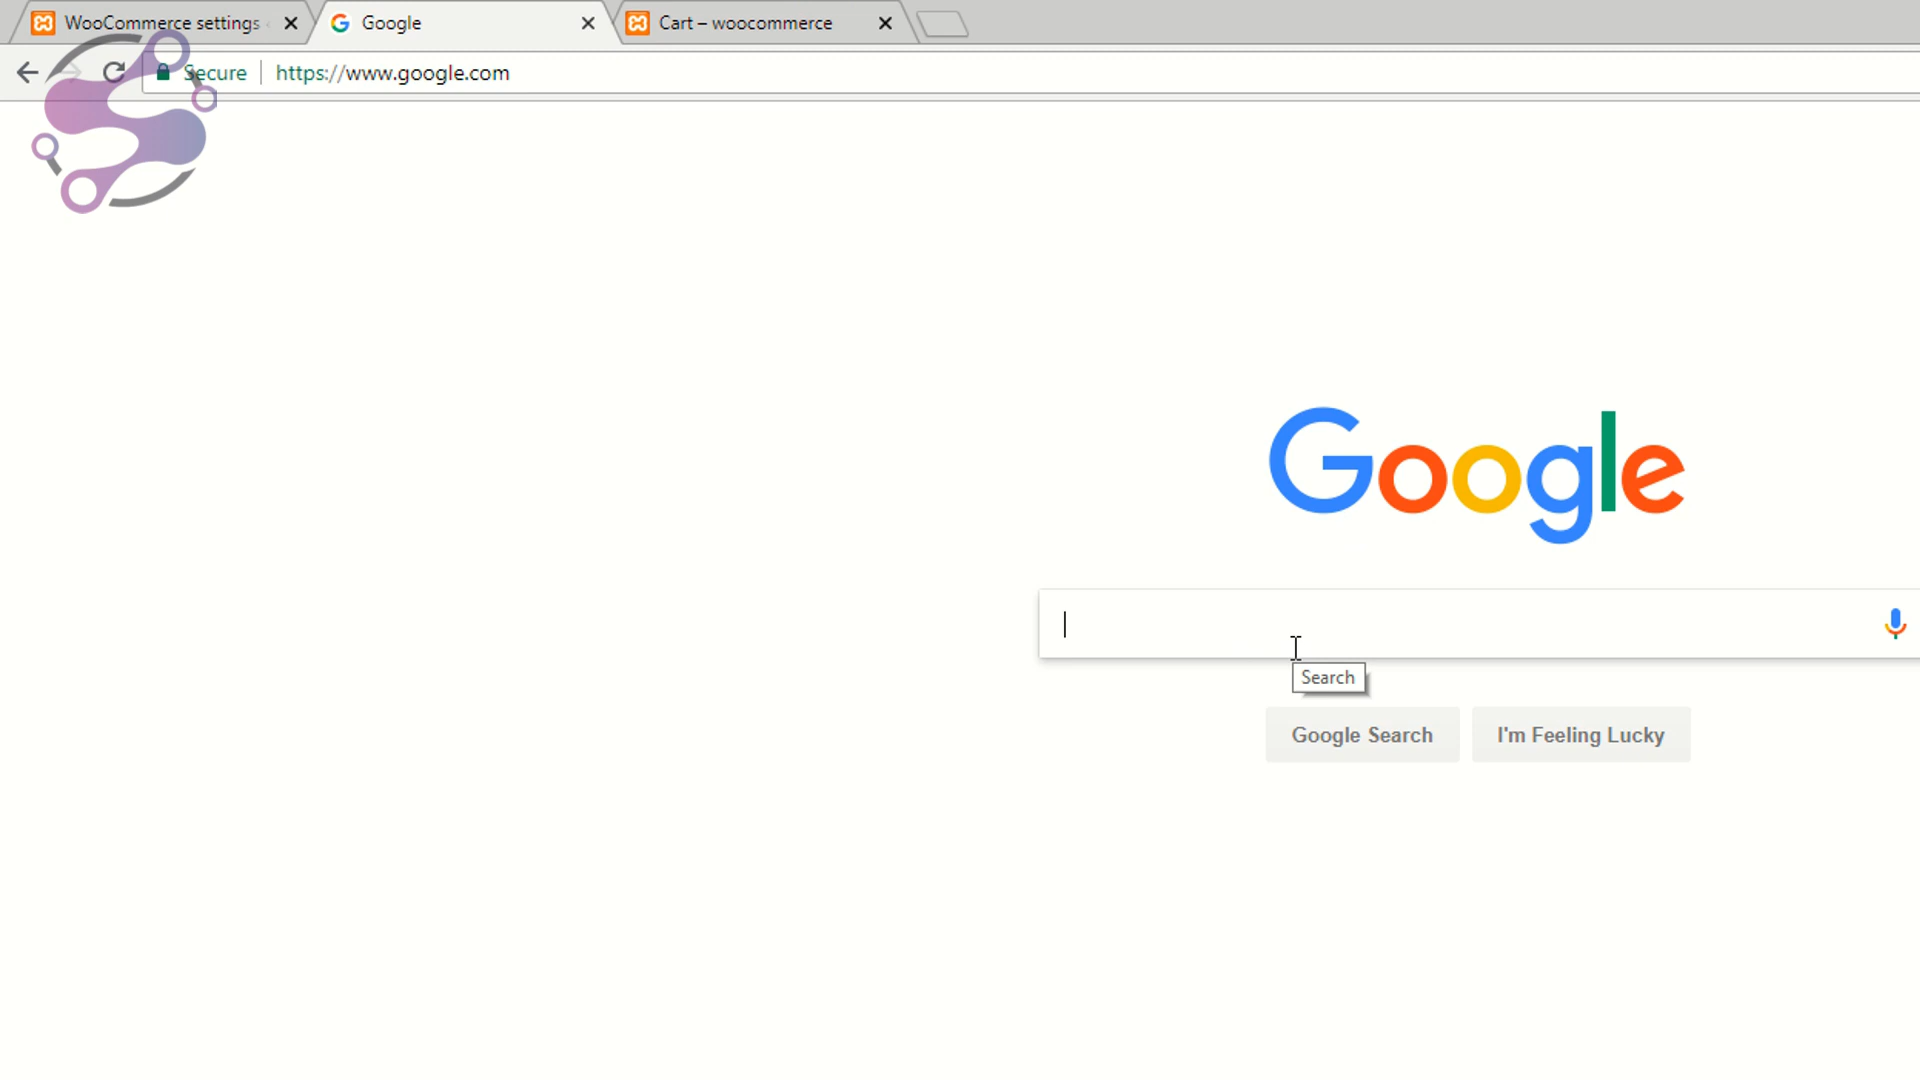 WooCommerce settings
Google
Cart – woocommerce
Secure
https://www.google.com
Google
Search
Google Search
I'm Feeling Lucky